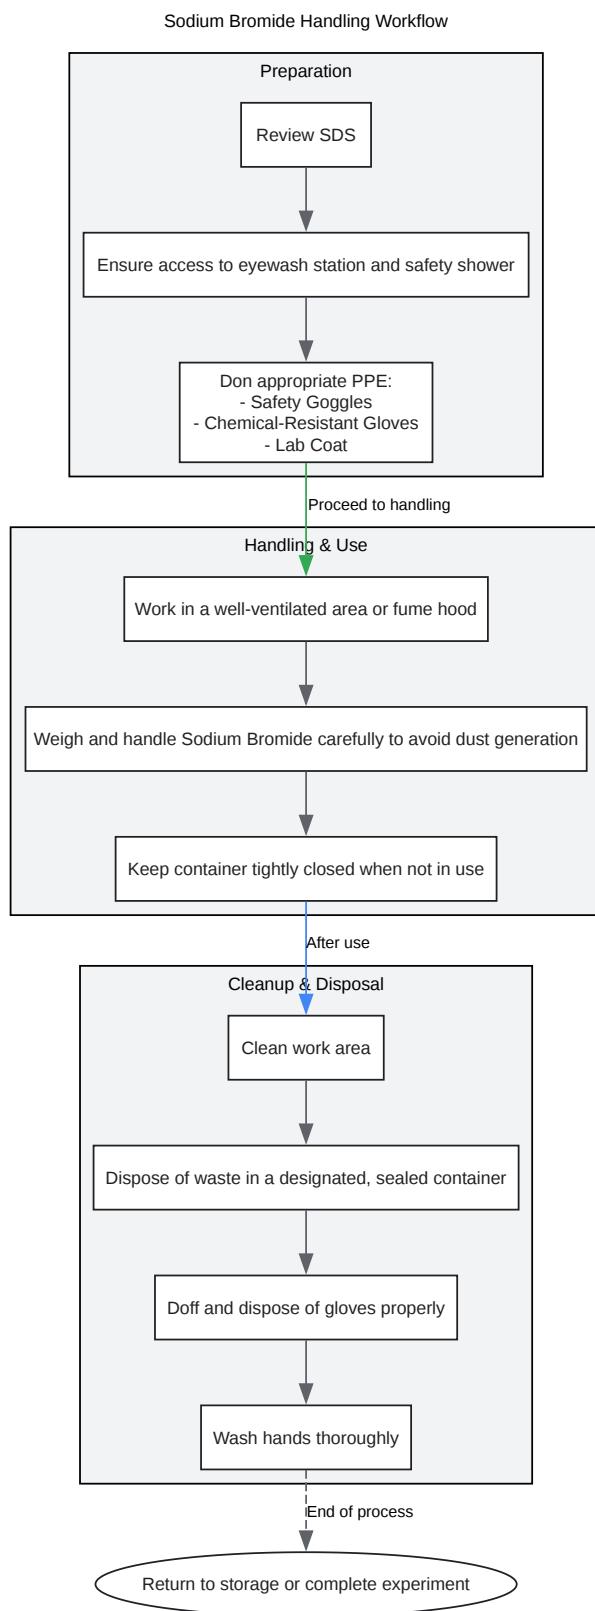 Sodium Bromide Handling Workflow
Preparation
Review SDS
Ensure access to eyewash station and safety shower
Don appropriate PPE:
- Safety Goggles
- Chemical-Resistant Gloves
- Lab Coat
Proceed to handling
Handling & Use
Work in a well-ventilated area or fume hood
Weigh and handle Sodium Bromide carefully to avoid dust generation
Keep container tightly closed when not in use
After use
Cleanup & Disposal
Clean work area
Dispose of waste in a designated, sealed container
Doff and dispose of gloves properly
Wash hands thoroughly
End of process
Return to storage or complete experiment